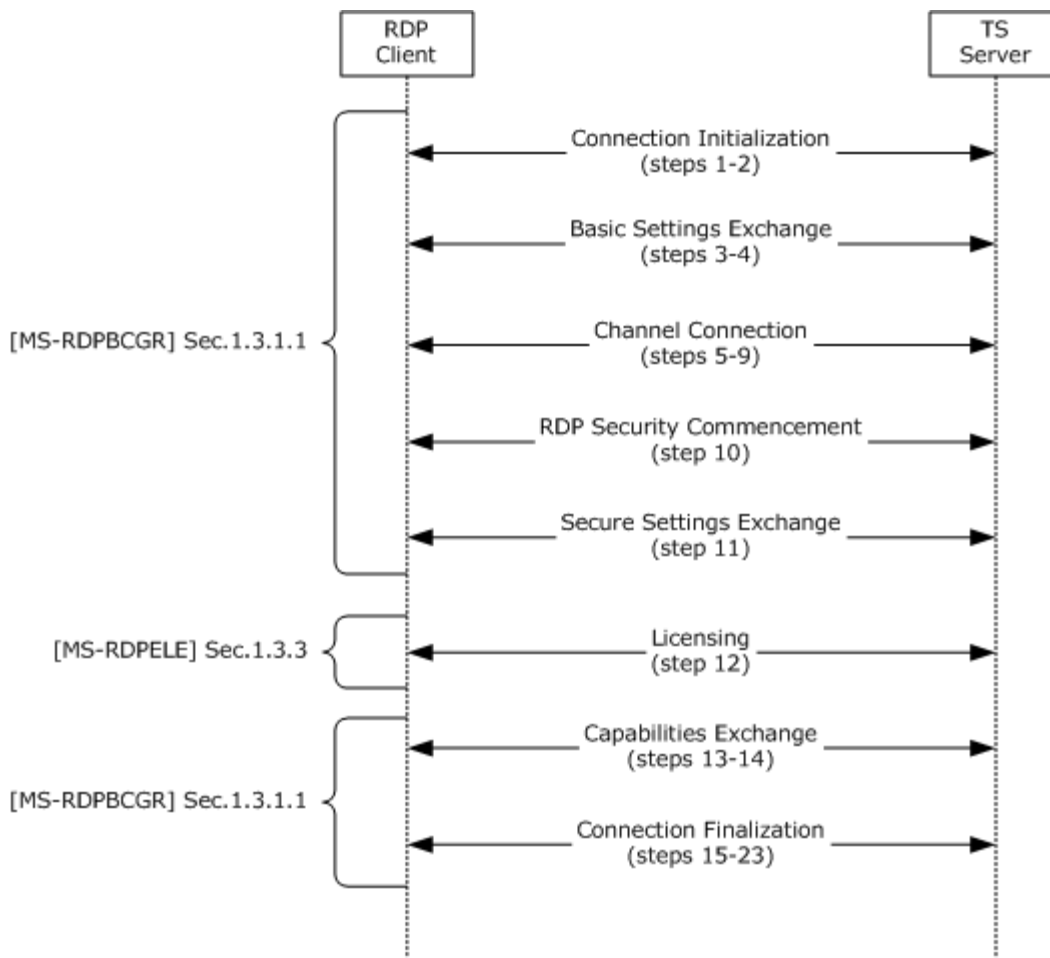 RDP
Client
TS
Server
Connection Initialization
(steps 1-2)
Basic Settings Exchange
(steps 3-4)
[MS-RDPBCGR] Sec.1.3.1.1
Channel Connection
(steps 5-9)
RDP Security Commencement
(step 10)
Secure Settings Exchange
(step 11)
[MS-RDPELE] Sec.1.3.3
Licensing
(step 12)
Capabilities Exchange
(steps 13-14)
[MS-RDPBCGR] Sec.1.3.1.1
Connection Finalization
(steps 15-23)